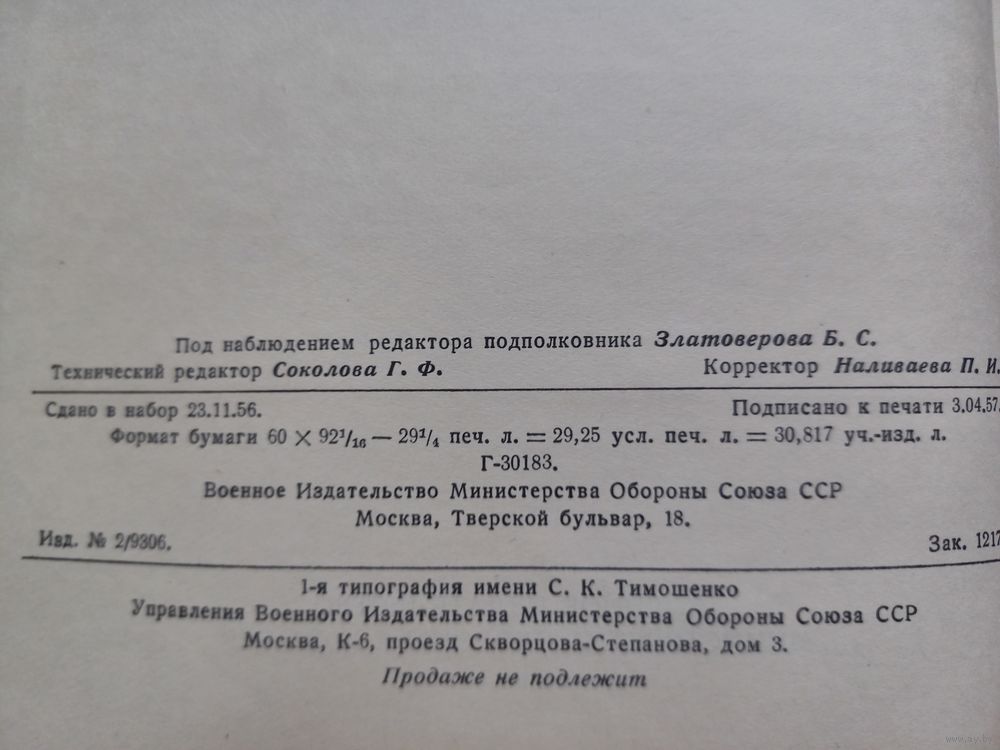 Под наблюдением редактора подполковника Златоверова Б. С.
Технический редактор Соколова Г. Ф. Корректор Наливаева П. И.
Сдано в набор 23.11.56. Подписано к печати 3.04.57.
Формат бумаги 60 × 92¹/₁₆ — 29¹/₄ печ. л. = 29,25 усл. печ. л. = 30,817 уч.-изд. л.
Г-30183.
Военное Издательство Министерства Обороны Союза ССР
Москва, Тверской бульвар, 18.
Изд. № 2/9306. Зак. 1217
1-я типография имени С. К. Тимошенко
Управления Военного Издательства Министерства Обороны Союза ССР
Москва, К-6, проезд Скворцова-Степанова, дом 3.
Продаже не подлежит